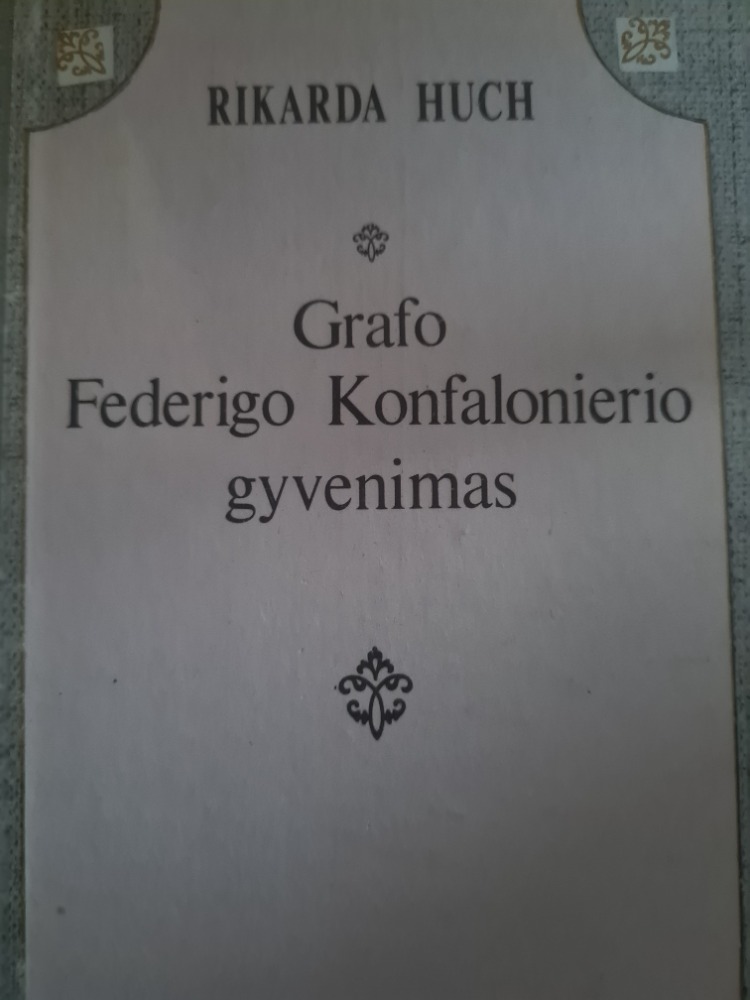 RIKARDA HUCH
Grafo
Federigo Konfalonierio
gyvenimas